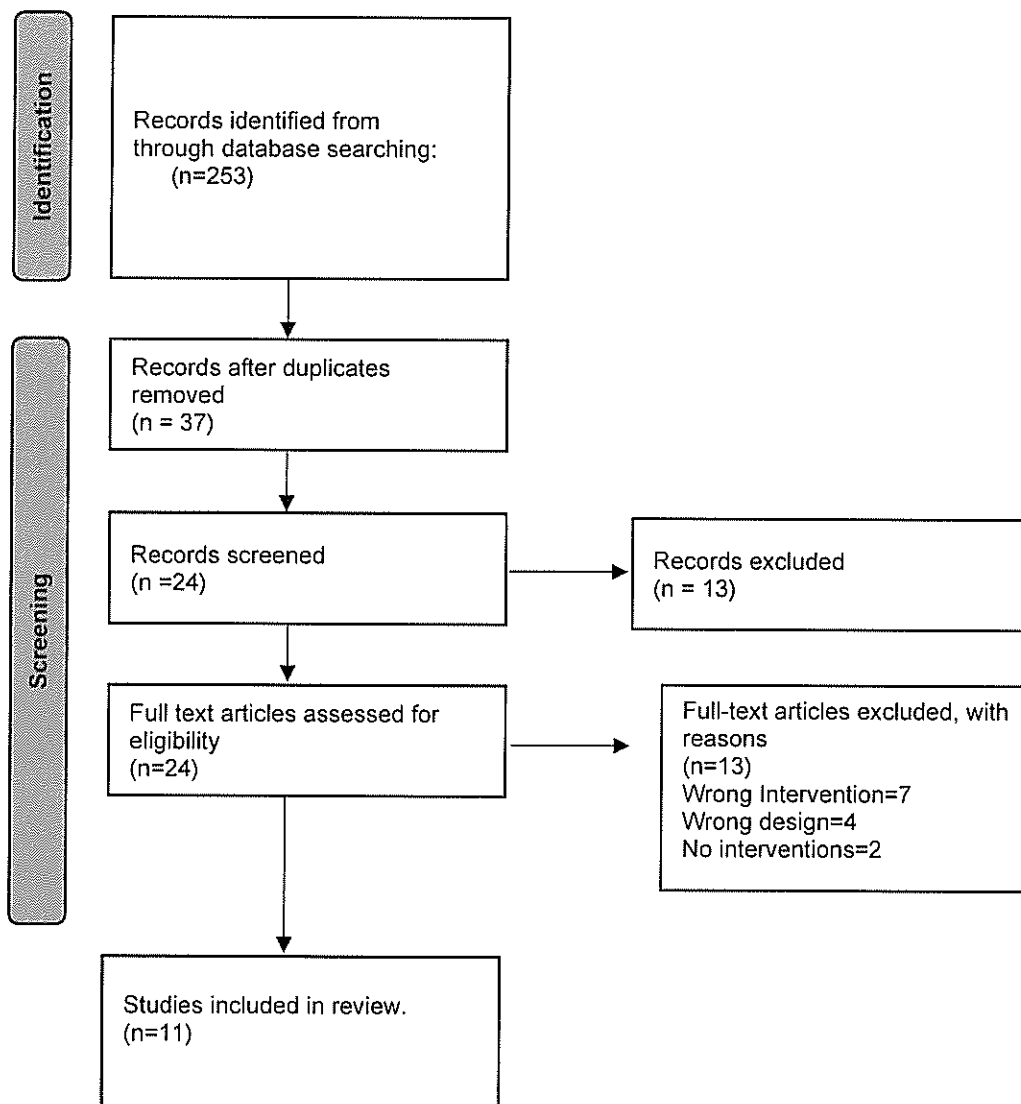 Identification
Records identified from
through database searching:
(n=253)
Screening
Records after duplicates
removed
(n = 37)
Records screened
(n =24)
Records excluded
(n = 13)
Full text articles assessed for
eligibility
(n=24)
Full-text articles excluded, with
reasons
(n=13)
Wrong Intervention=7
Wrong design=4
No interventions=2
Studies included in review.
(n=11)